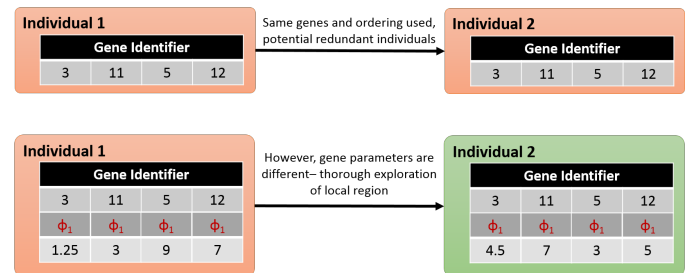 Individual 1
Gene Identifier
3 11 5 12
Same genes and ordering used,
potential redundant individuals
Individual 2
Gene Identifier
3 11 5 12
Individual 1
Gene Identifier
3 11 5 12
ϕ1 ϕ1 ϕ1 ϕ1
1.25 3 9 7
However, gene parameters are
different– thorough exploration
of local region
Individual 2
Gene Identifier
3 11 5 12
ϕ1 ϕ1 ϕ1 ϕ1
4.5 7 3 5